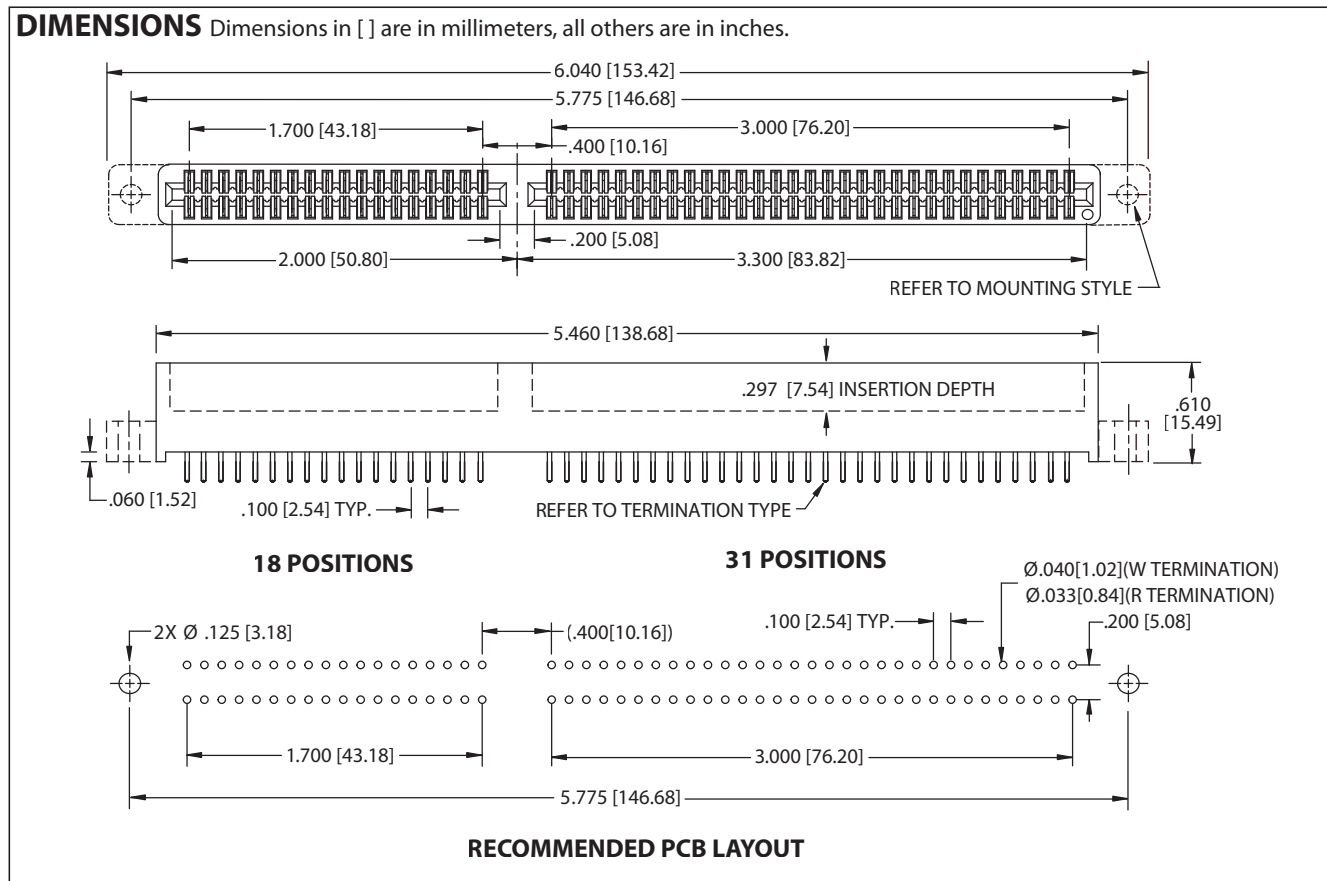 DIMENSIONS Dimensions in [ ] are in millimeters, all others are in inches.
6.040 [153.42]
5.775 [146.68]
1.700 [43.18]
3.000 [76.20]
.400 [10.16]
.200 [5.08]
2.000 [50.80]
3.300 [83.82]
REFER TO MOUNTING STYLE
5.460 [138.68]
.297 [7.54] INSERTION DEPTH
.610
[15.49]
.060 [1.52]
.100 [2.54] TYP.
REFER TO TERMINATION TYPE
18 POSITIONS
31 POSITIONS
Ø.040[1.02](W TERMINATION)
Ø.033[0.84](R TERMINATION)
2X Ø .125 [3.18]
(.400[10.16])
.100 [2.54] TYP.
.200 [5.08]
1.700 [43.18]
3.000 [76.20]
5.775 [146.68]
RECOMMENDED PCB LAYOUT